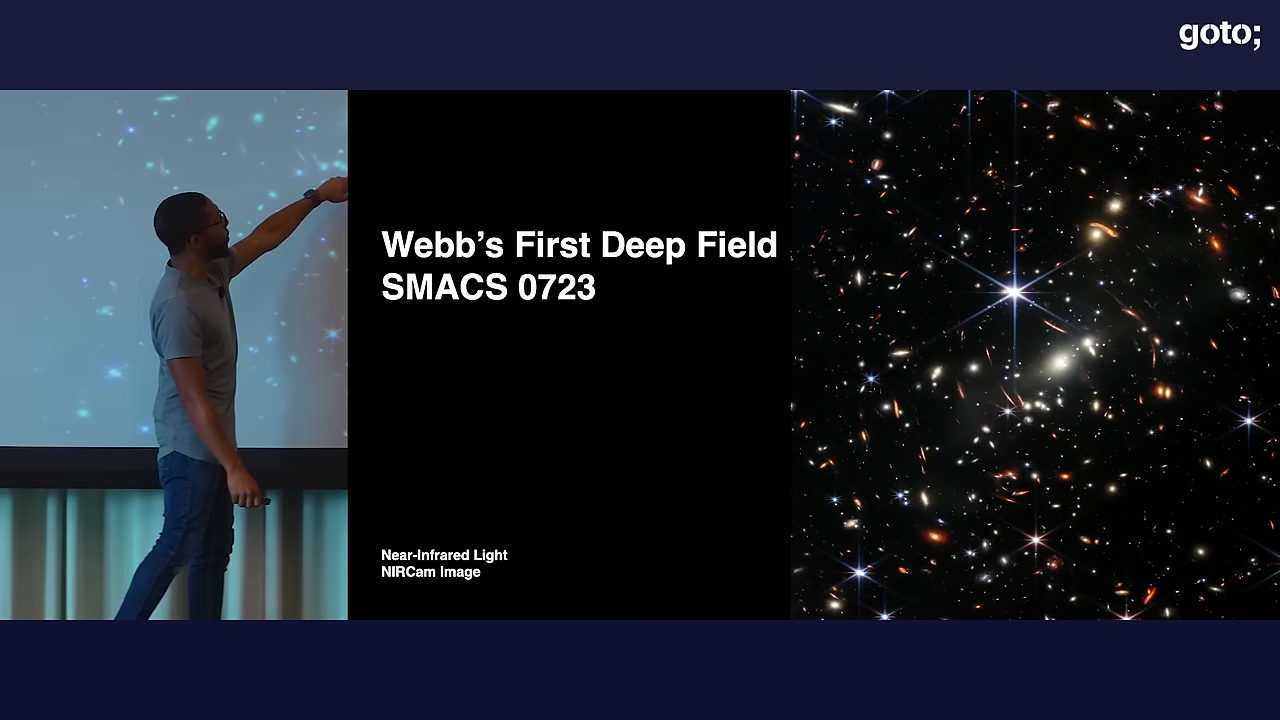 goto;
Webb’s First Deep Field
SMACS 0723
Near-Infrared Light
NIRCam Image